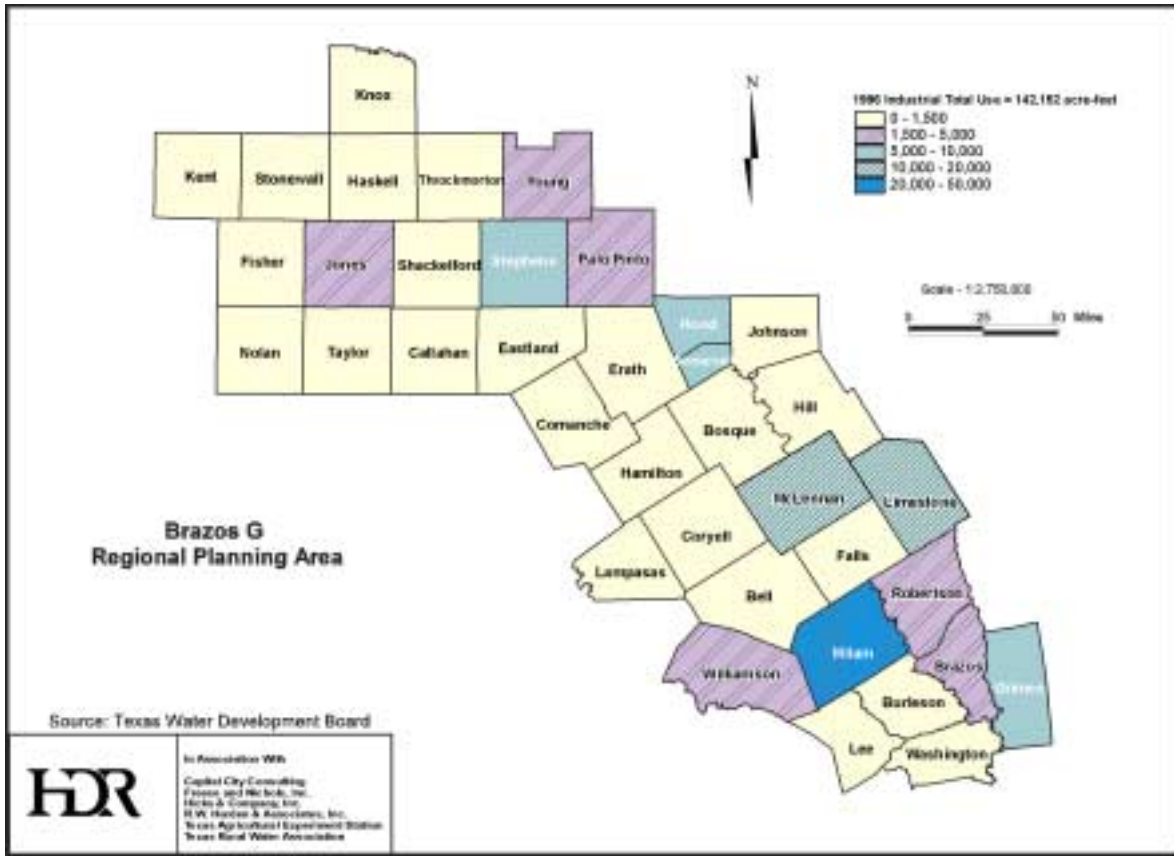 N
1996 Industrial Total Use = 142,152 acre-feet
0 - 1,500
1,500 - 5,000
5,000 - 10,000
10,000 - 20,000
20,000 - 50,000
Knox
Kent
Stonewall
Haskell
Throckmorton
Young
Fisher
Jones
Shackelford
Stephens
Palo Pinto
Scale - 1:2,750,000
0 25 50 Miles
Hood
Johnson
Somervell
Nolan
Taylor
Callahan
Eastland
Erath
Hill
Comanche
Bosque
Hamilton
McLennan
Limestone
Brazos G
Regional Planning Area
Coryell
Falls
Lampasas
Bell
Robertson
Milam
Williamson
Brazos
Grimes
Burleson
Lee
Washington
Source: Texas Water Development Board
HDR
In Association With
Capitol City Consulting
Freese and Nichols, Inc.
Hicks & Company, Inc.
R.W. Harden & Associates, Inc.
Texas Agricultural Experiment Station
Texas Rural Water Association